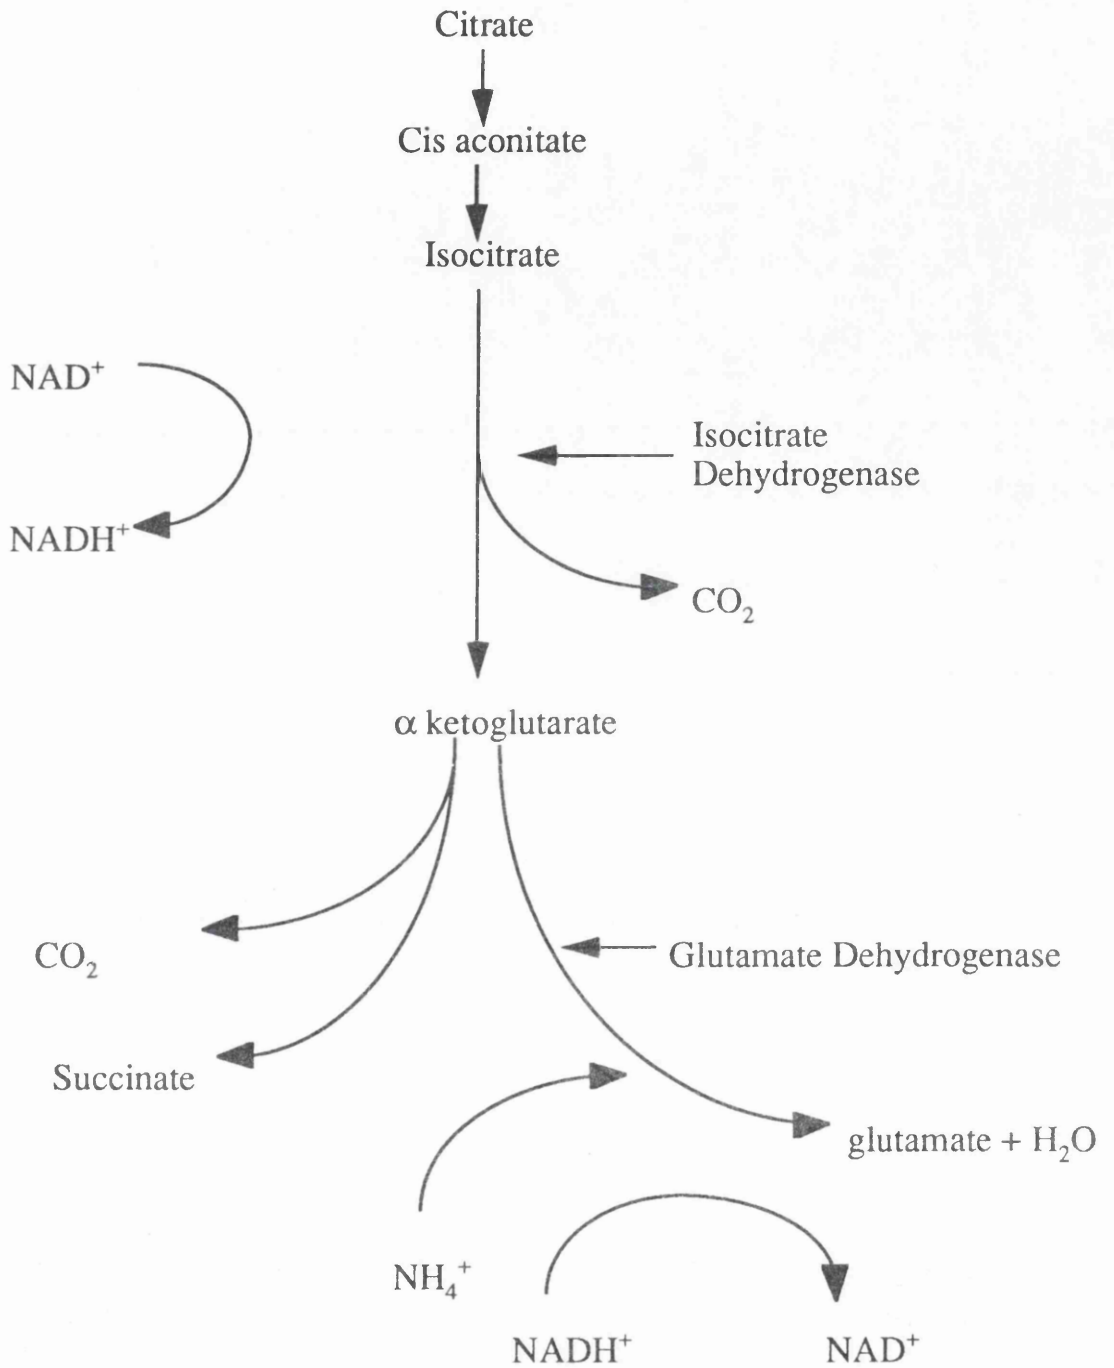 Citrate
Cis aconitate
Isocitrate
NAD⁺
Isocitrate
Dehydrogenase
NADH⁺
CO₂
α ketoglutarate
CO₂
Glutamate Dehydrogenase
Succinate
glutamate + H₂O
NH₄⁺
NADH⁺
NAD⁺